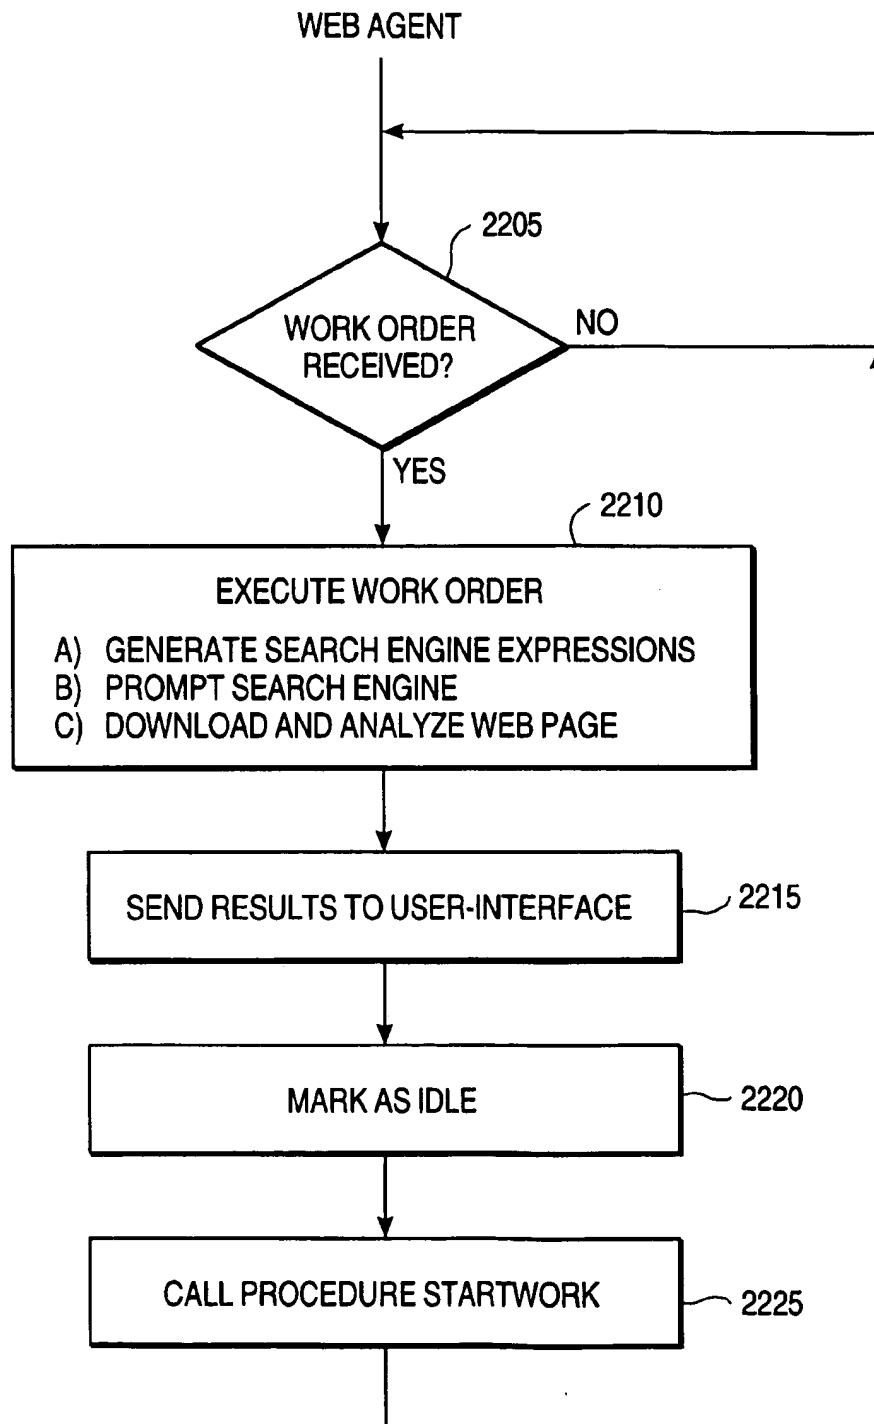 WEB AGENT
2205
WORK ORDER
RECEIVED?
NO
YES
2210
EXECUTE WORK ORDER
A) GENERATE SEARCH ENGINE EXPRESSIONS
B) PROMPT SEARCH ENGINE
C) DOWNLOAD AND ANALYZE WEB PAGE
SEND RESULTS TO USER-INTERFACE
2215
MARK AS IDLE
2220
CALL PROCEDURE STARTWORK
2225